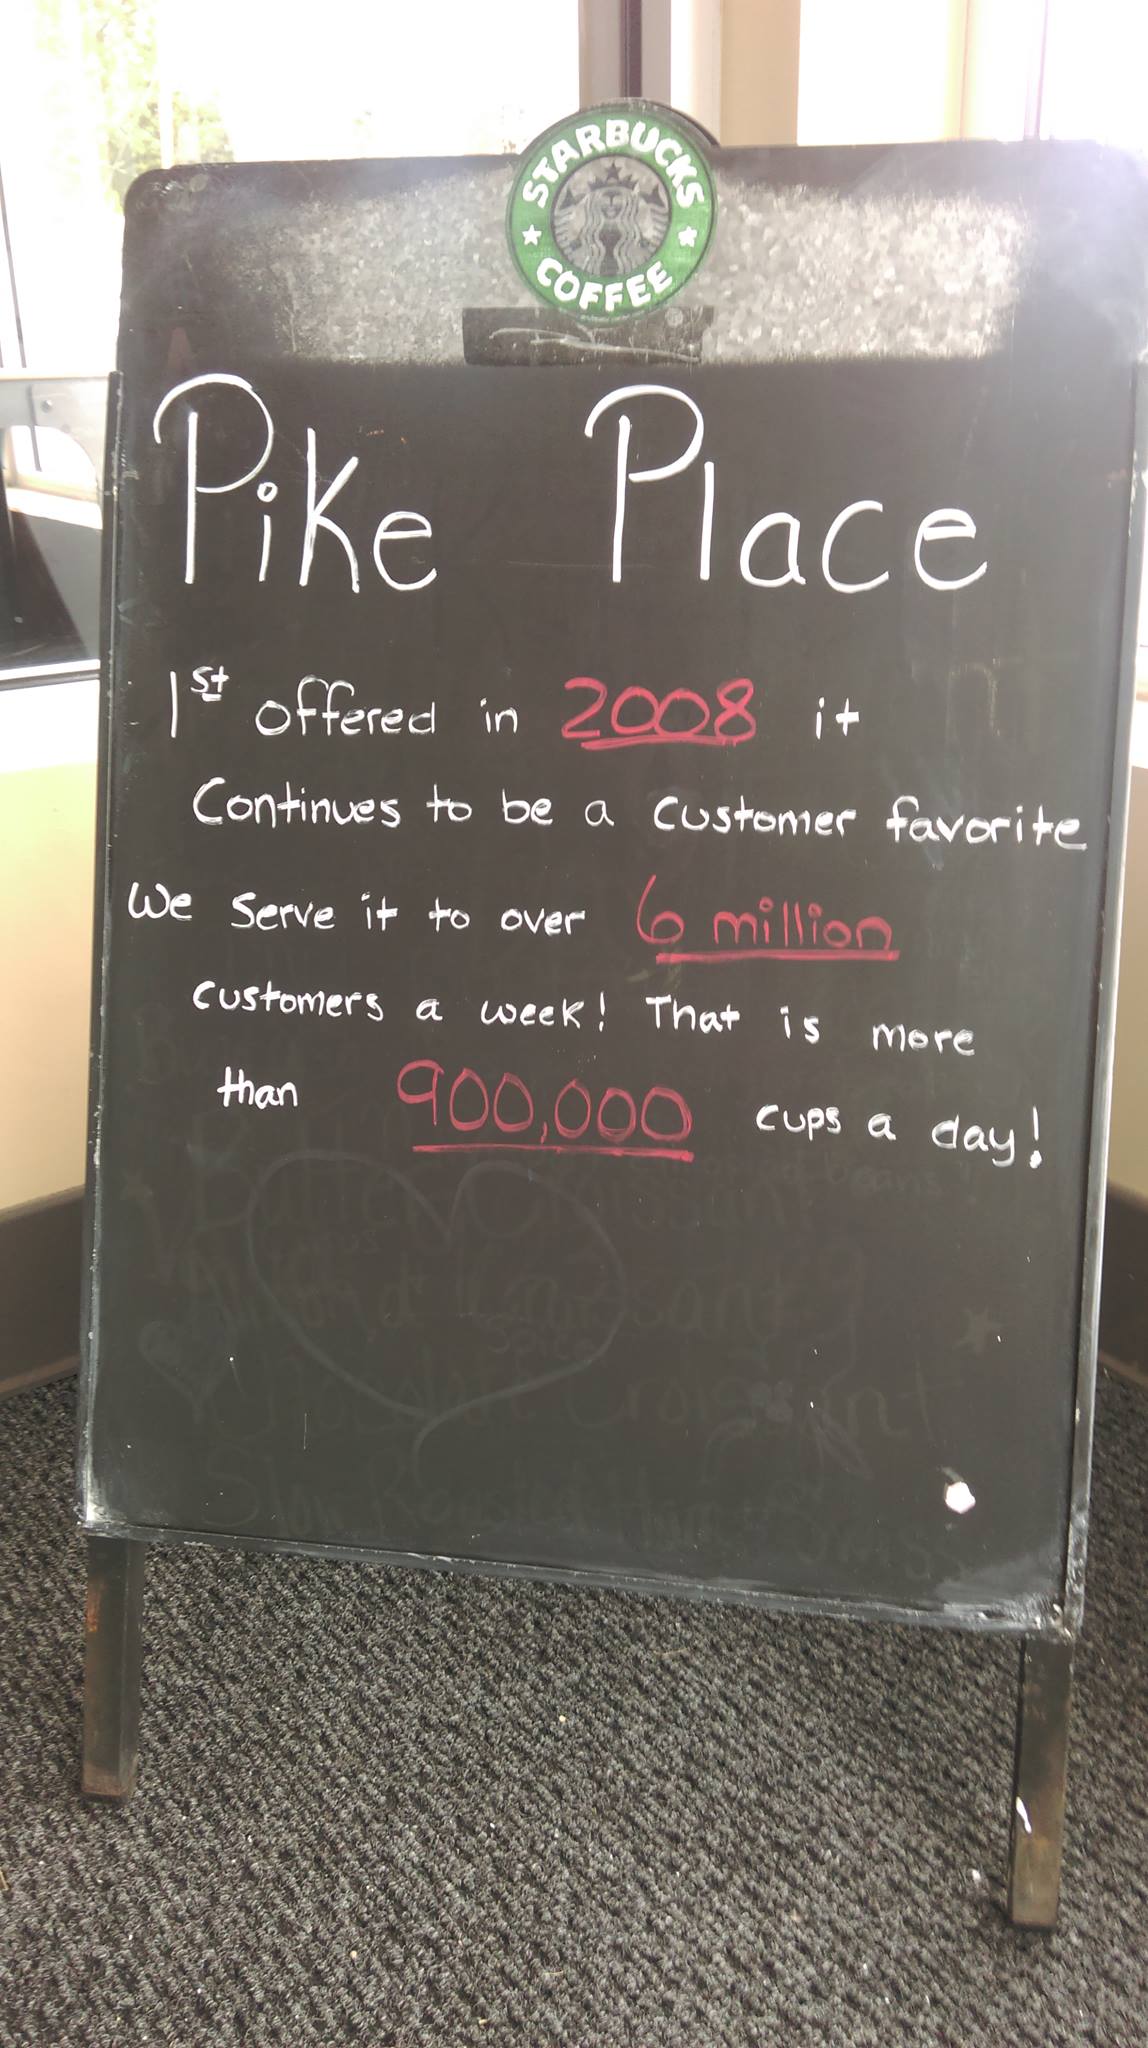 STARBUCKS
COFFEE
Pike Place
1st offered in 2008 it
Continues to be a customer favorite
We serve it to over 6 million
customers a week! That is more
than 900,000 cups a day!